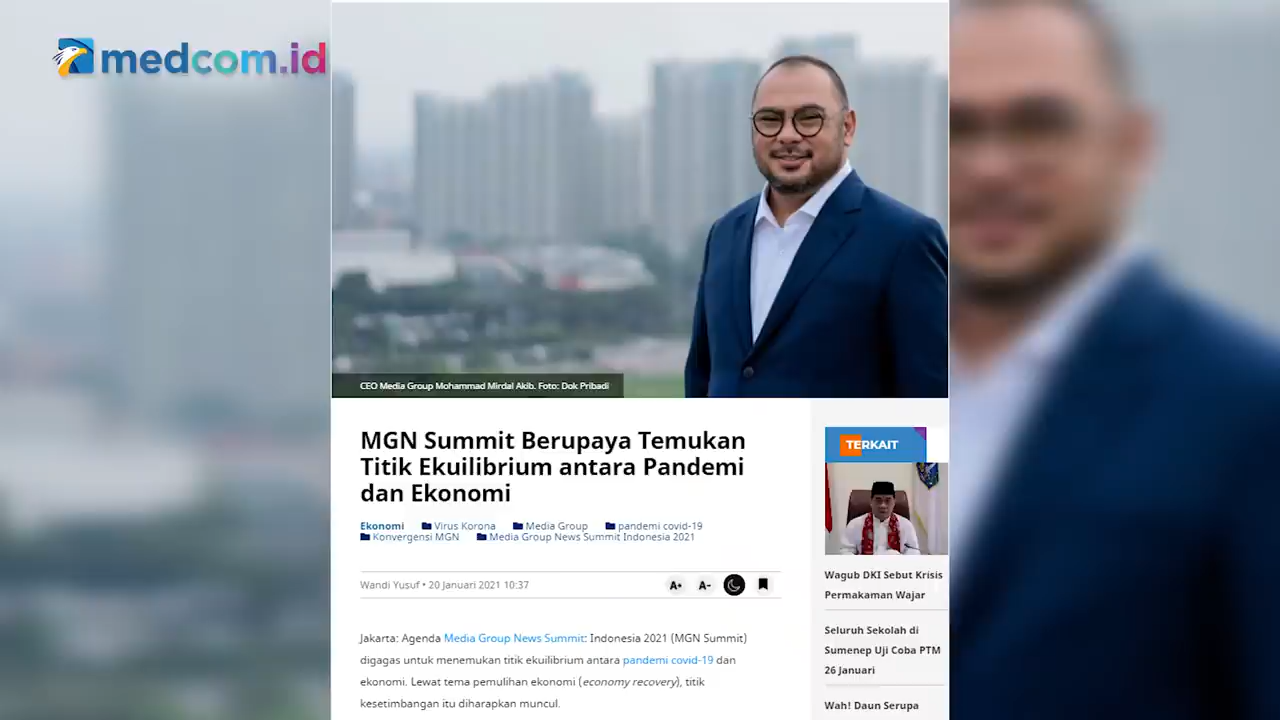 medcom.id
CEO Media Group Mohammad Mirdal Akib. Foto: Dok Pribadi
MGN Summit Berupaya Temukan
Titik Ekuilibrium antara Pandemi
dan Ekonomi
Ekonomi Virus Korona Media Group pandemi covid-19
Konvergensi MGN Media Group News Summit Indonesia 2021
Wandi Yusuf • 20 Januari 2021 10:37
A+ A-
Jakarta: Agenda Media Group News Summit: Indonesia 2021 (MGN Summit)
digagas untuk menemukan titik ekuilibrium antara pandemi covid-19 dan
ekonomi. Lewat tema pemulihan ekonomi (economy recovery), titik
kesetimbangan itu diharapkan muncul.
TERKAIT
Wagub DKI Sebut Krisis
Permakaman Wajar
Seluruh Sekolah di
Sumenep Uji Coba PTM
26 Januari
Wah! Daun Serupa